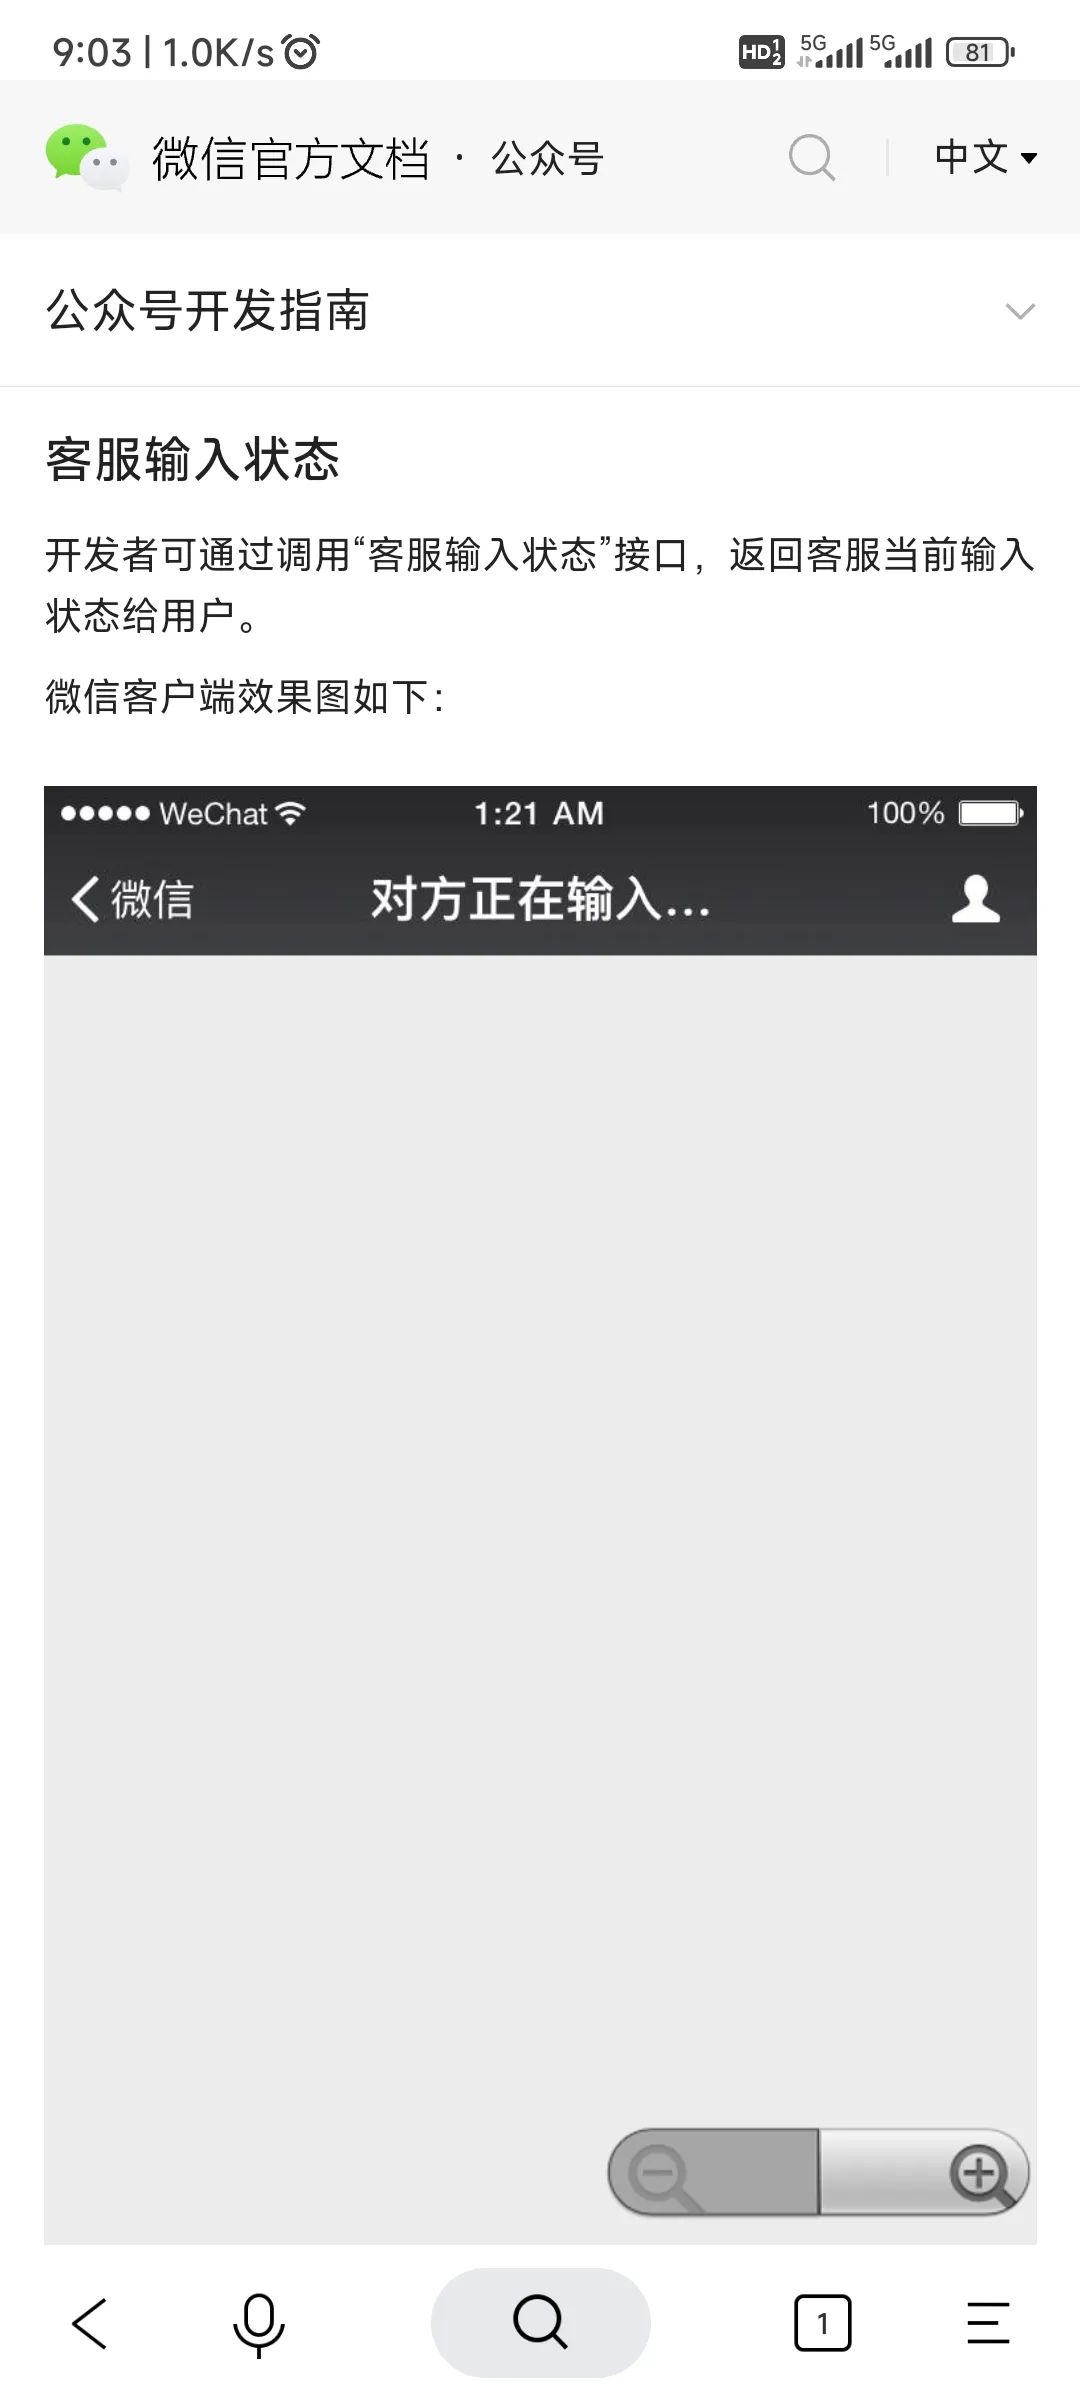 9:03 | 1.0K/s
HD 1 2 5G 5G 81
微信官方文档 · 公众号 中文
公众号开发指南
客服输入状态
开发者可通过调用“客服输入状态”接口，返回客服当前输入
状态给用户。
微信客户端效果图如下：
WeChat 1:21 AM 100%
微信 对方正在输入...
1